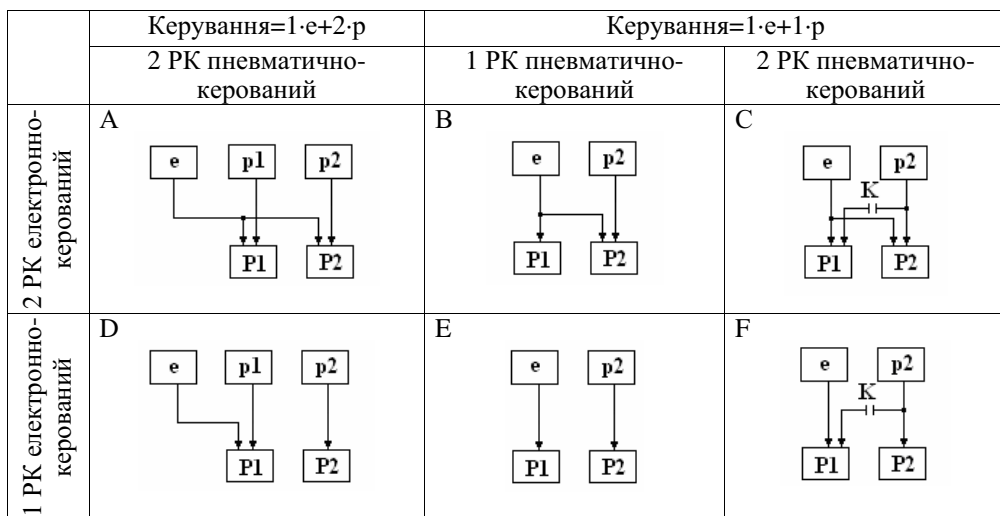 Керування=1·e+2·p
Керування=1·e+1·p
2 РК пневматично-
керований
1 РК пневматично-
керований
2 РК пневматично-
керований
2 РК електронно-
керований
A
e
p1
p2
P1
P2
B
e
p2
P1
P2
C
e
p2
K
P1
P2
1 РК електронно-
керований
D
e
p1
p2
P1
P2
E
e
p2
P1
P2
F
e
p2
K
P1
P2